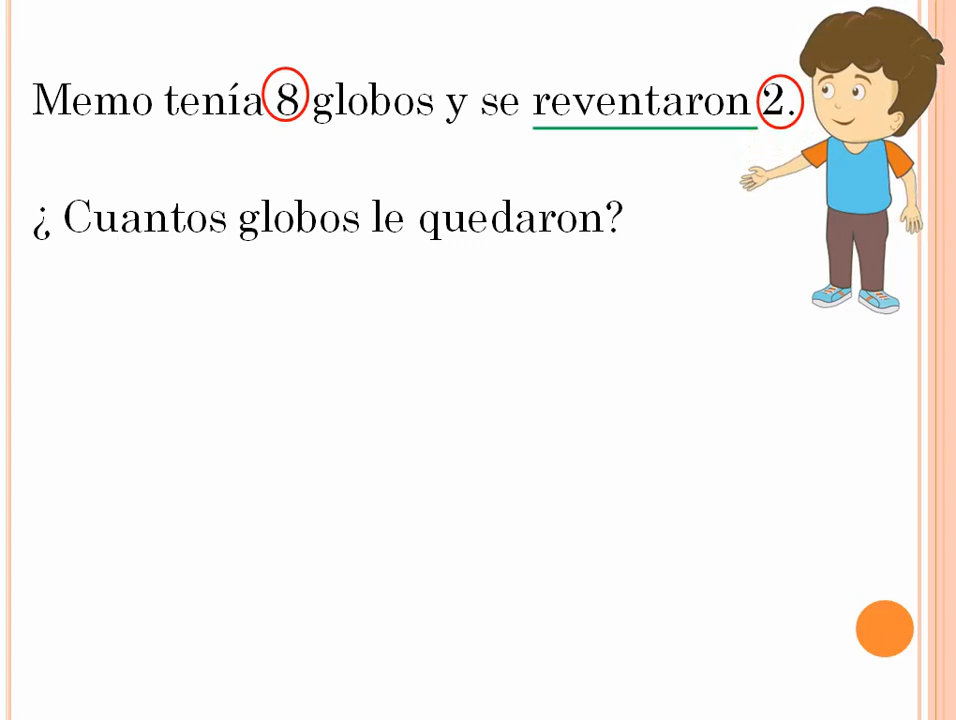 Memo tenía 8 globos y se reventaron 2.
¿ Cuantos globos le quedaron?